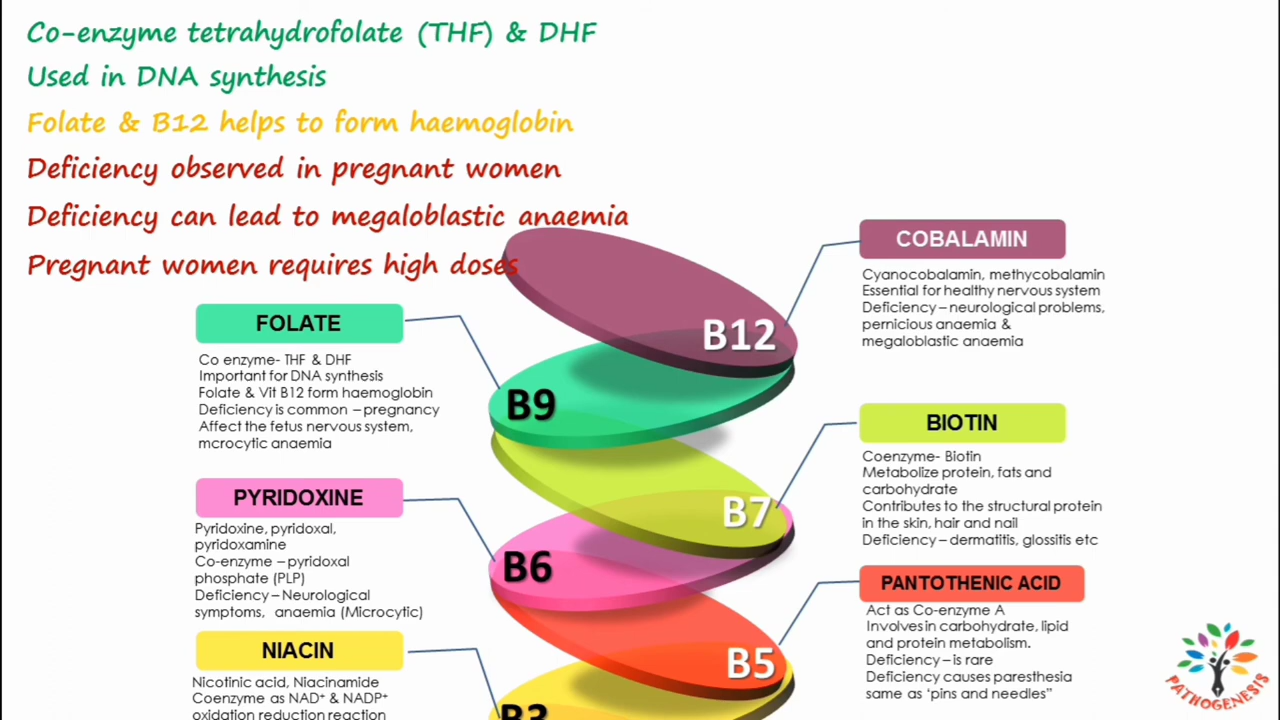 Co-enzyme tetrahydrofolate (THF) & DHF
Used in DNA synthesis
Folate & B12 helps to form haemoglobin
Deficiency observed in pregnant women
Deficiency can lead to megaloblastic anaemia
Pregnant women requires high doses
COBALAMIN
Cyanocobalamin, methycobalamin
Essential for healthy nervous system
Deficiency – neurological problems,
pernicious anaemia &
megaloblastic anaemia
B12
FOLATE
Co enzyme- THF & DHF
Important for DNA synthesis
Folate & Vit B12 form haemoglobin
Deficiency is common – pregnancy
Affect the fetus nervous system,
mcrocytic anaemia
B9
BIOTIN
Coenzyme- Biotin
Metabolize protein, fats and
carbohydrate
Contributes to the structural protein
in the skin, hair and nail
Deficiency – dermatitis, glossitis etc
B7
PYRIDOXINE
Pyridoxine, pyridoxal,
pyridoxamine
Co-enzyme – pyridoxal
phosphate (PLP)
Deficiency – Neurological
symptoms, anaemia (Microcytic)
B6
PANTOTHENIC ACID
Act as Co-enzyme A
Involves in carbohydrate, lipid
and protein metabolism.
Deficiency – is rare
Deficiency causes paresthesia
same as ‘pins and needles”
B5
NIACIN
Nicotinic acid, Niacinamide
Coenzyme as NAD⁺ & NADP⁺
oxidation reduction reaction
B3
PATHOGENESIS